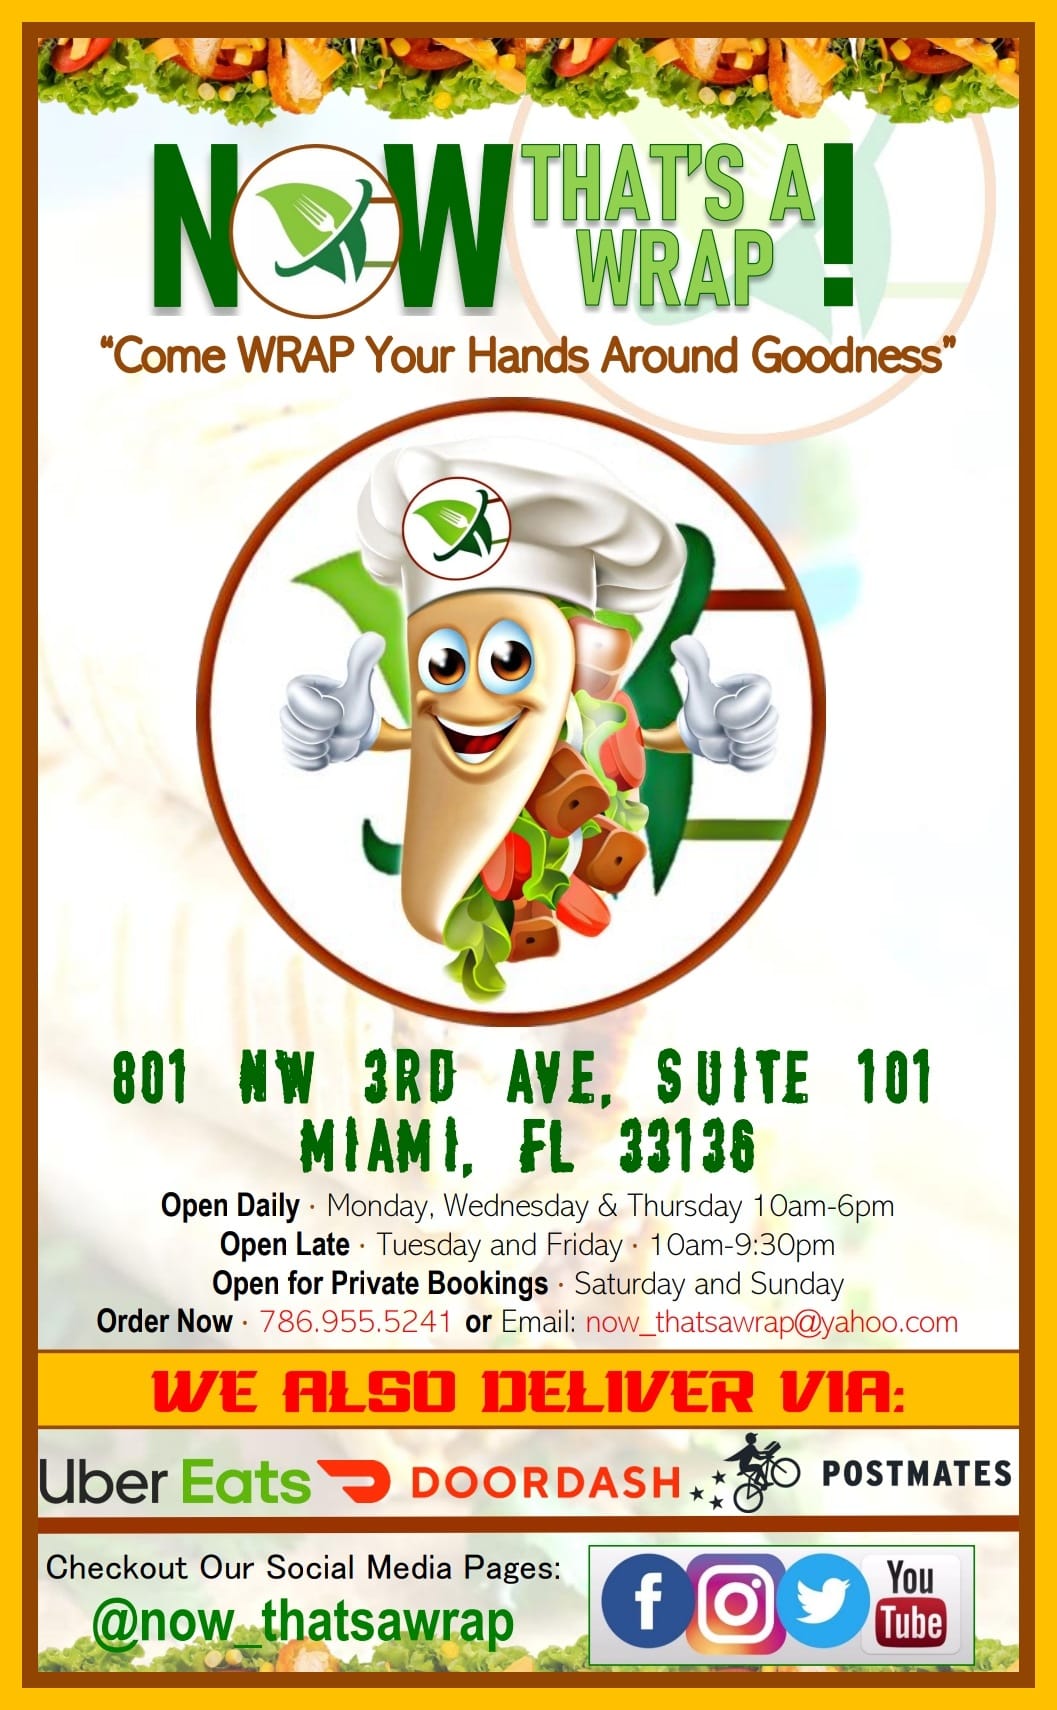 NOW THAT'S A WRAP!
“Come WRAP Your Hands Around Goodness”
801 NW 3RD AVE, SUITE 101
MIAMI, FL 33136
Open Daily · Monday, Wednesday & Thursday 10am-6pm
Open Late · Tuesday and Friday · 10am-9:30pm
Open for Private Bookings · Saturday and Sunday
Order Now · 786.955.5241 or Email: now_thatsawrap@yahoo.com
WE ALSO DELIVER VIA:
Uber Eats DOORDASH POSTMATES
Checkout Our Social Media Pages:
@now_thatsawrap
f
You
Tube